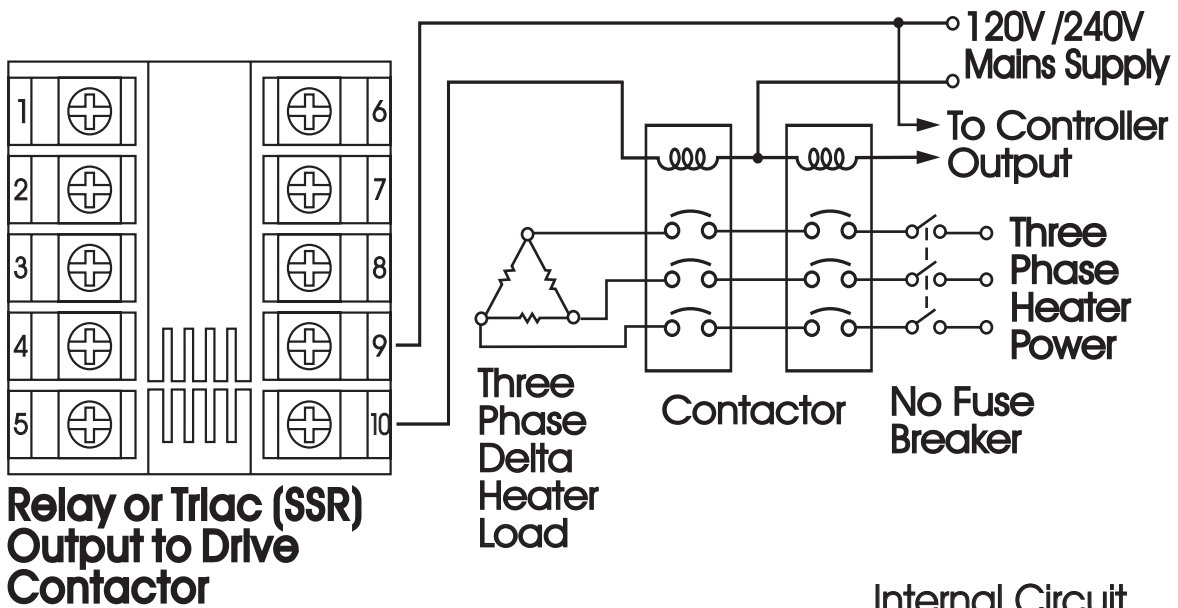 1
2
3
4
5
6
7
8
9
10
120V /240V
Mains Supply
To Controller
Output
Three
Phase
Heater
Power
Three
Phase
Delta
Heater
Load
Contactor
No Fuse
Breaker
Relay or Triac (SSR)
Output to Drive
Contactor
Internal Circuit